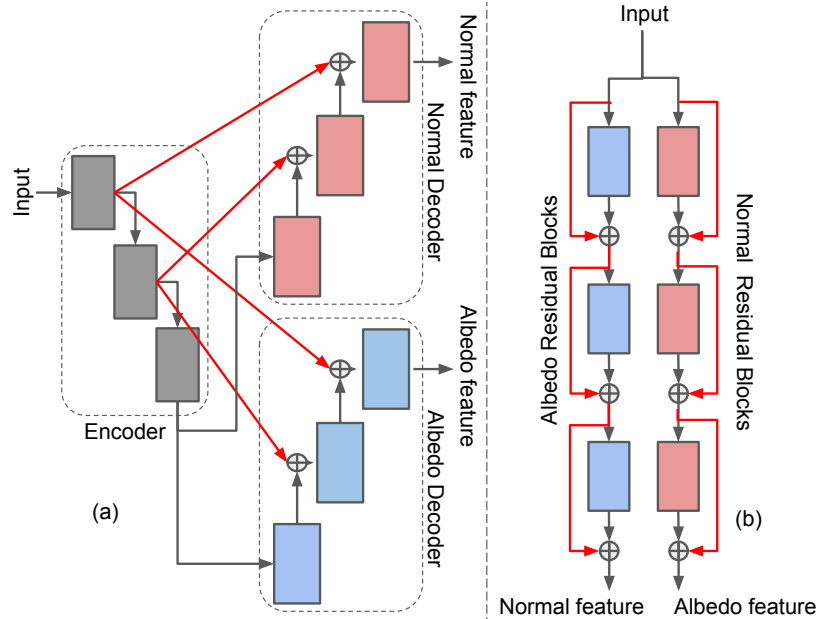 Input
Encoder
(a)
Normal Decoder
Normal feature
Albedo Decoder
Albedo feature
Input
Albedo Residual Blocks
Normal Residual Blocks
(b)
Normal feature
Albedo feature